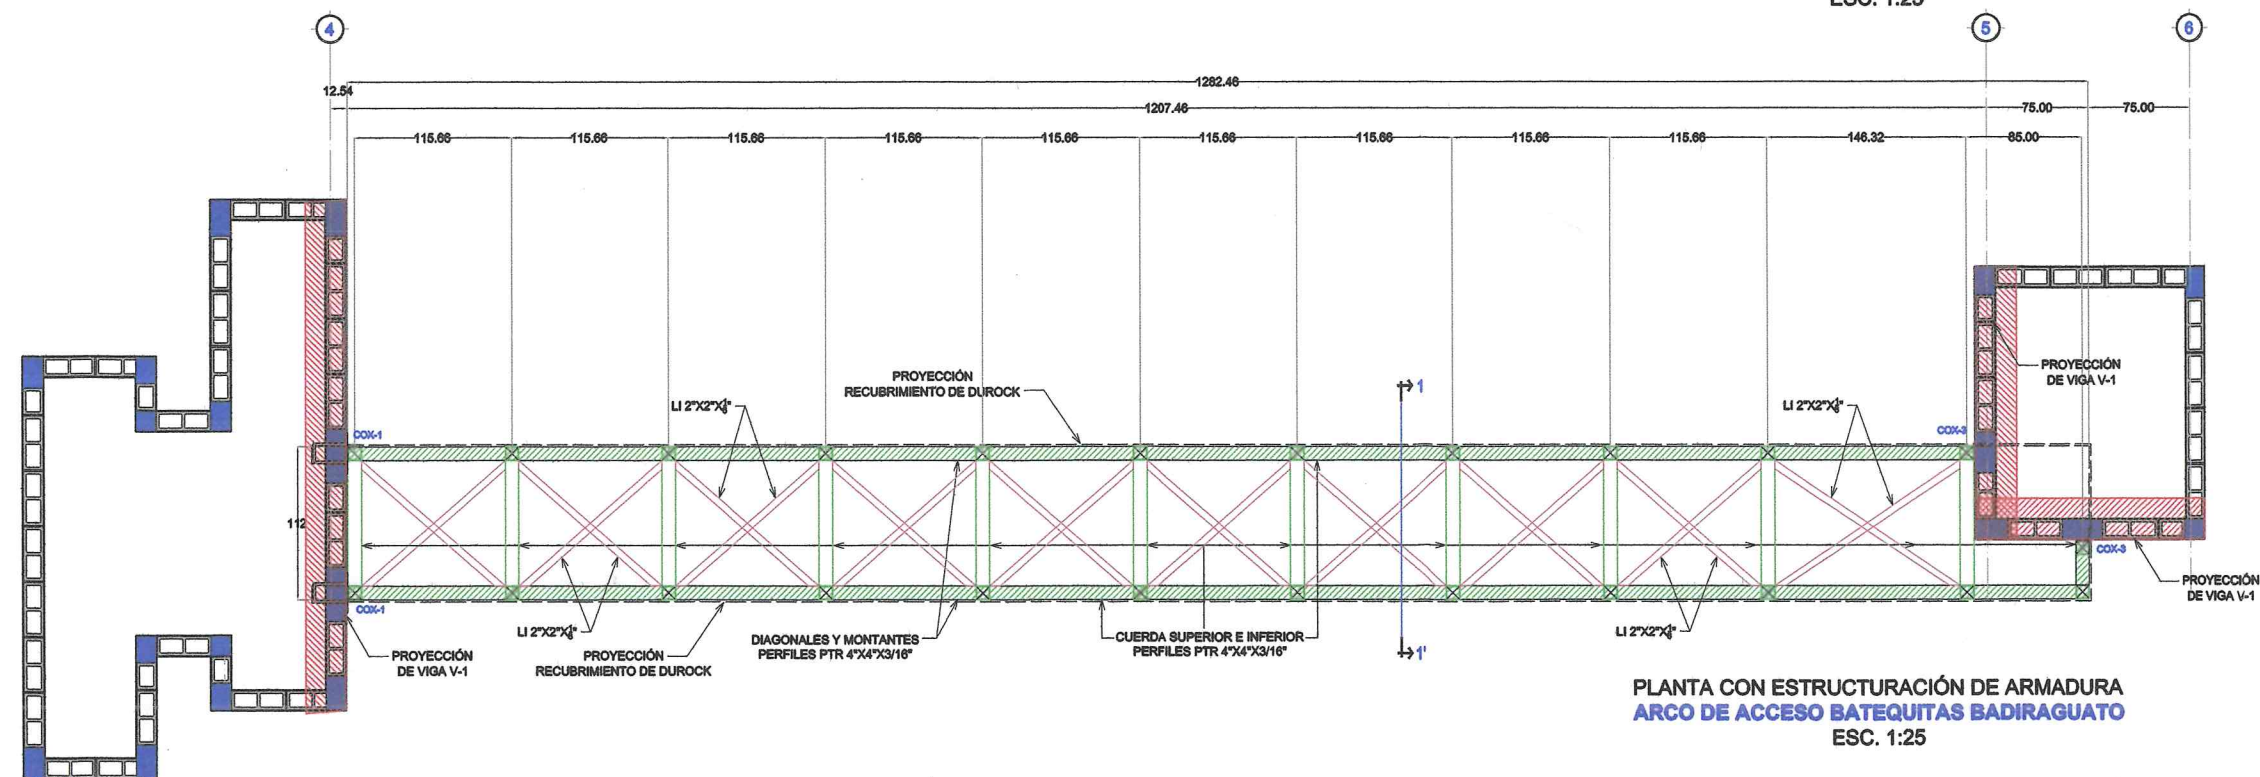 ESC. 1:25
4
5
6
1282.46
12.54
1207.46
75.00
75.00
115.66
115.66
115.66
115.66
115.66
115.66
115.66
115.66
115.66
146.32
85.00
PROYECCIÓN
DE VIGA V-1
PROYECCIÓN
RECUBRIMIENTO DE DUROCK
1
LI 2"X2"X1/8"
LI 2"X2"X1/8"
COX-1
COX-3
112
COX-3
PROYECCIÓN
DE VIGA V-1
COX-1
LI 2"X2"X1/8"
DIAGONALES Y MONTANTES
PERFILES PTR 4"X4"X3/16"
CUERDA SUPERIOR E INFERIOR
PERFILES PTR 4"X4"X3/16"
LI 2"X2"X1/8"
1'
PROYECCIÓN
DE VIGA V-1
PROYECCIÓN
RECUBRIMIENTO DE DUROCK
PLANTA CON ESTRUCTURACIÓN DE ARMADURA
ARCO DE ACCESO BATEQUITAS BADIRAGUATO
ESC. 1:25